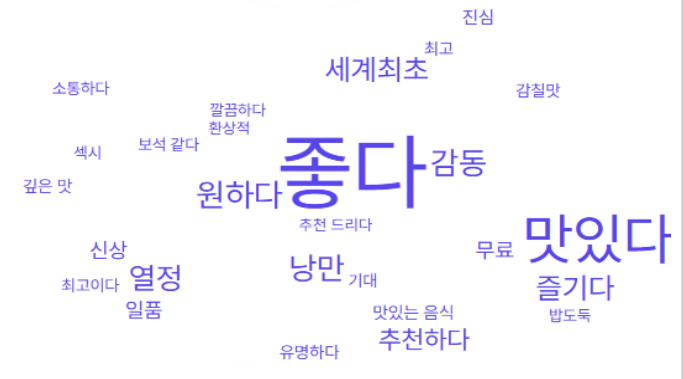 진심
최고
세계최초
소통하다
감칠맛
깔끔하다
환상적
보석 같다
섹시
좋다
감동
깊은 맛
원하다
추천 드리다
맛있다
신상
무료
낭만
열정
기대
최고이다
즐기다
일품
맛있는 음식
밥도둑
추천하다
유명하다